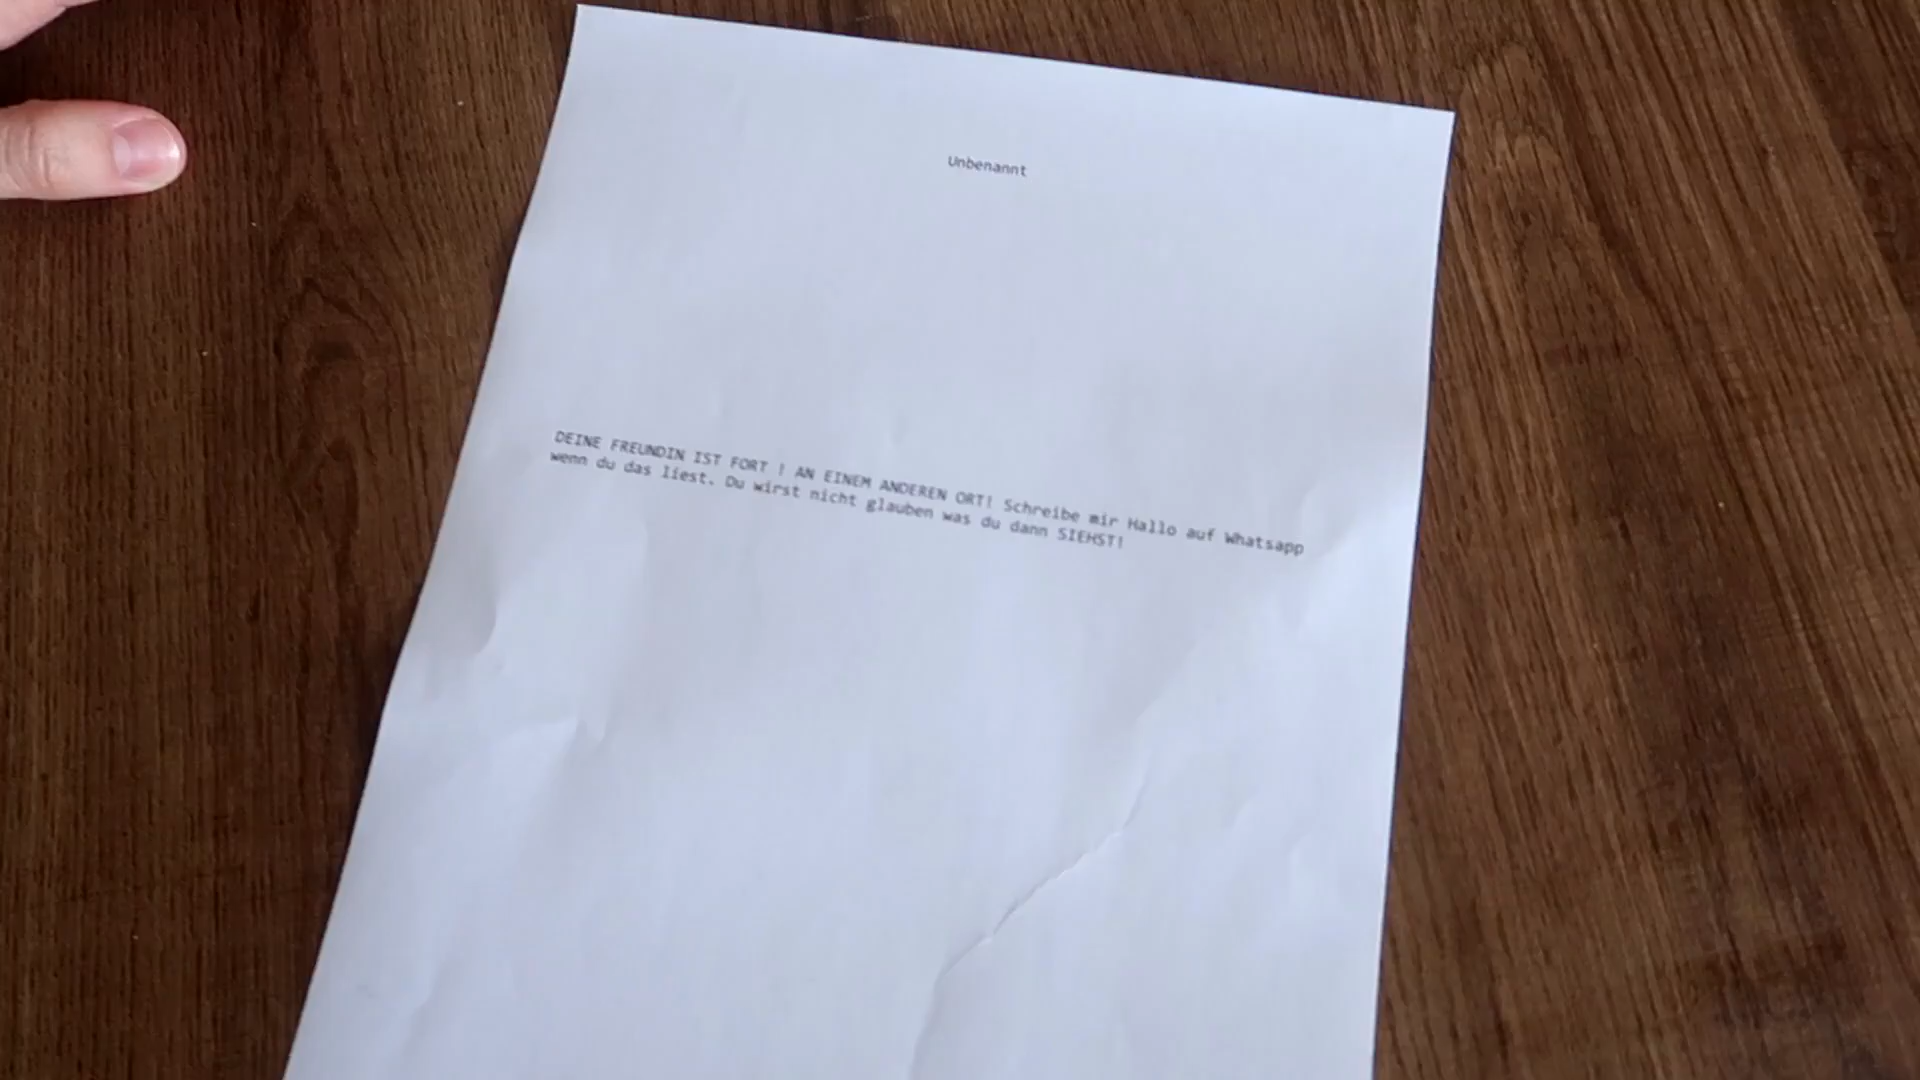 Unbenannt
DEINE FREUNDIN IST FORT ! AN EINEM ANDEREN ORT! Schreibe mir Hallo auf Whatsapp
wenn du das liest. Du wirst nicht glauben was du dann SIEHST!